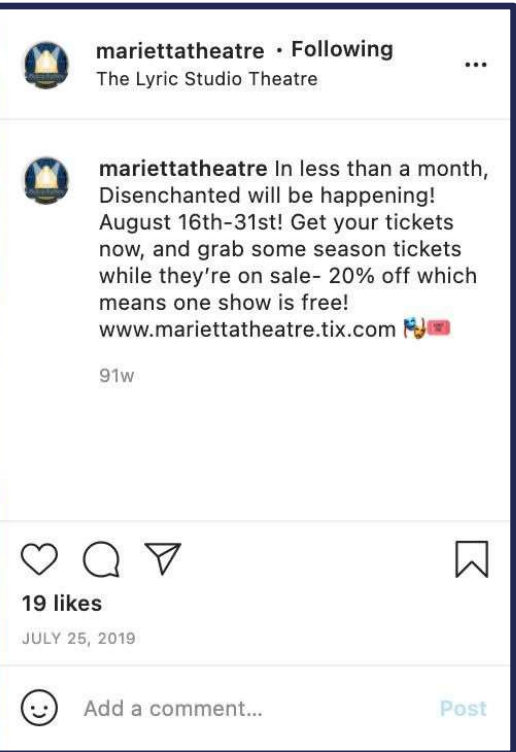 mariettatheatre • Following
The Lyric Studio Theatre
mariettatheatre In less than a month,
Disenchanted will be happening!
August 16th-31st! Get your tickets
now, and grab some season tickets
while they're on sale- 20% off which
means one show is free!
www.mariettatheatre.tix.com
91w
19 likes
JULY 25, 2019
Add a comment...
Post